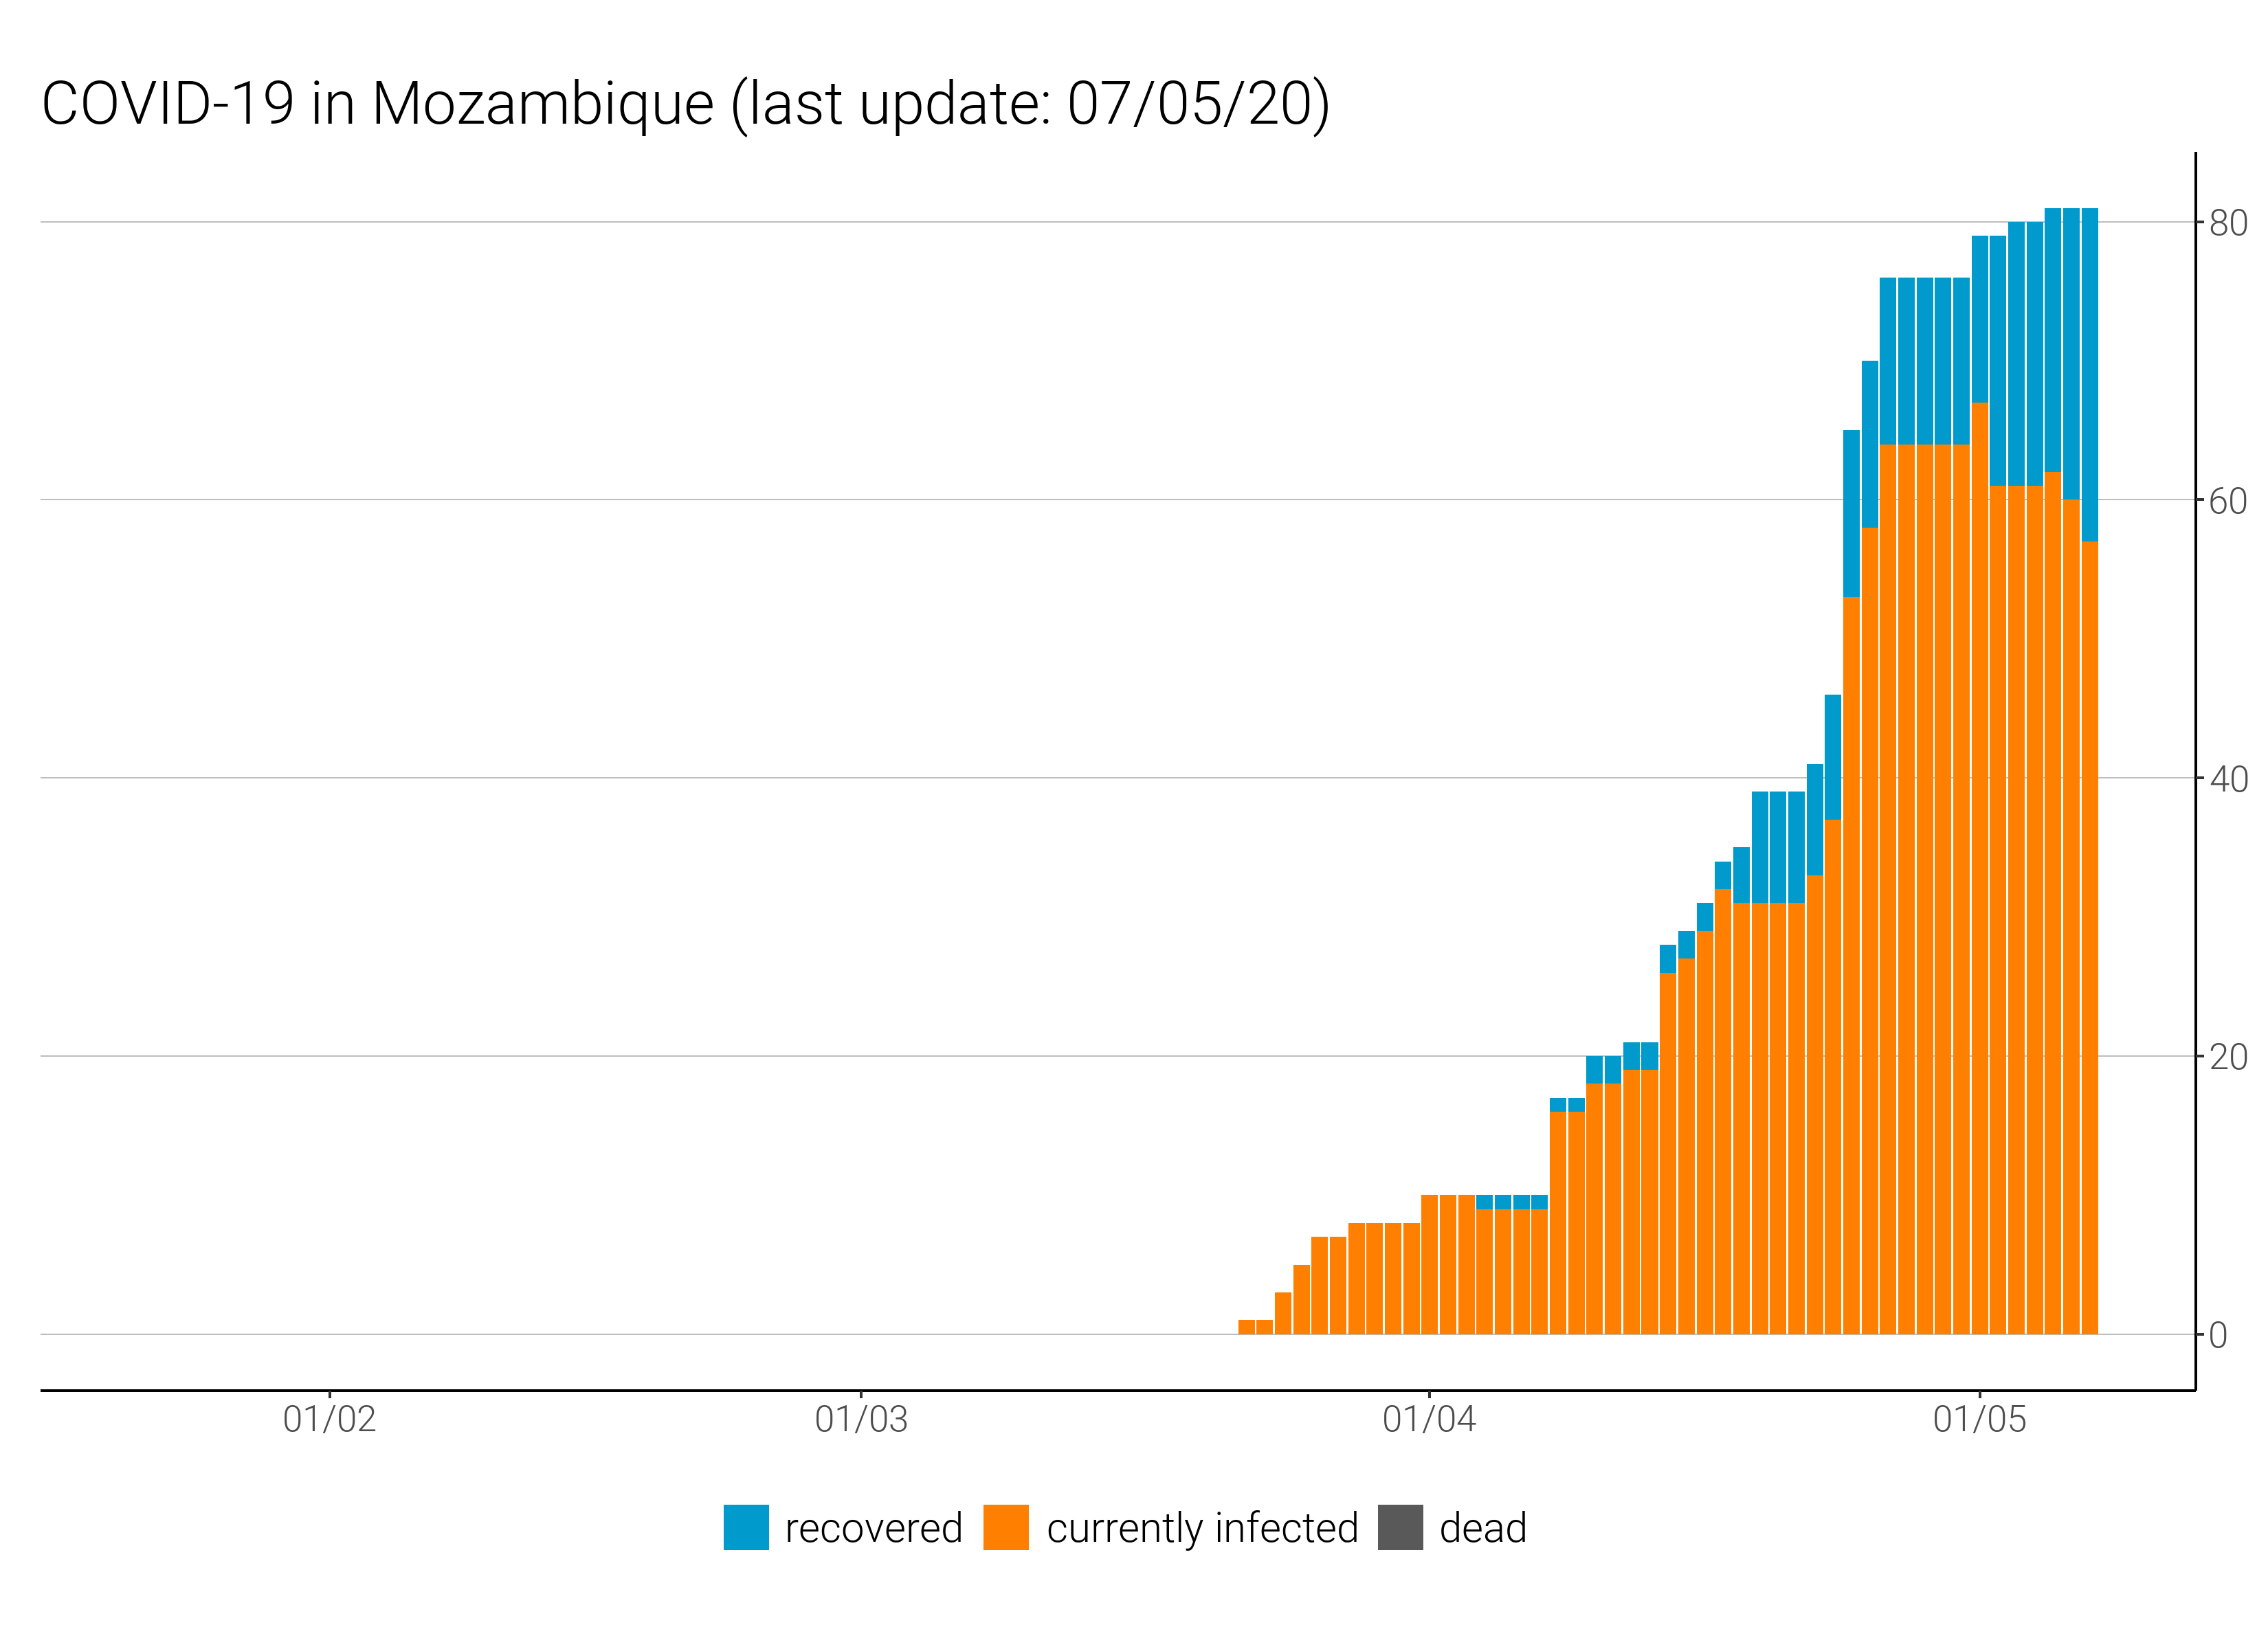 COVID-19 in Mozambique (last update: 07/05/20)
80
60
40
20
0
01/02 01/03 01/04 01/05
recovered currently infected dead